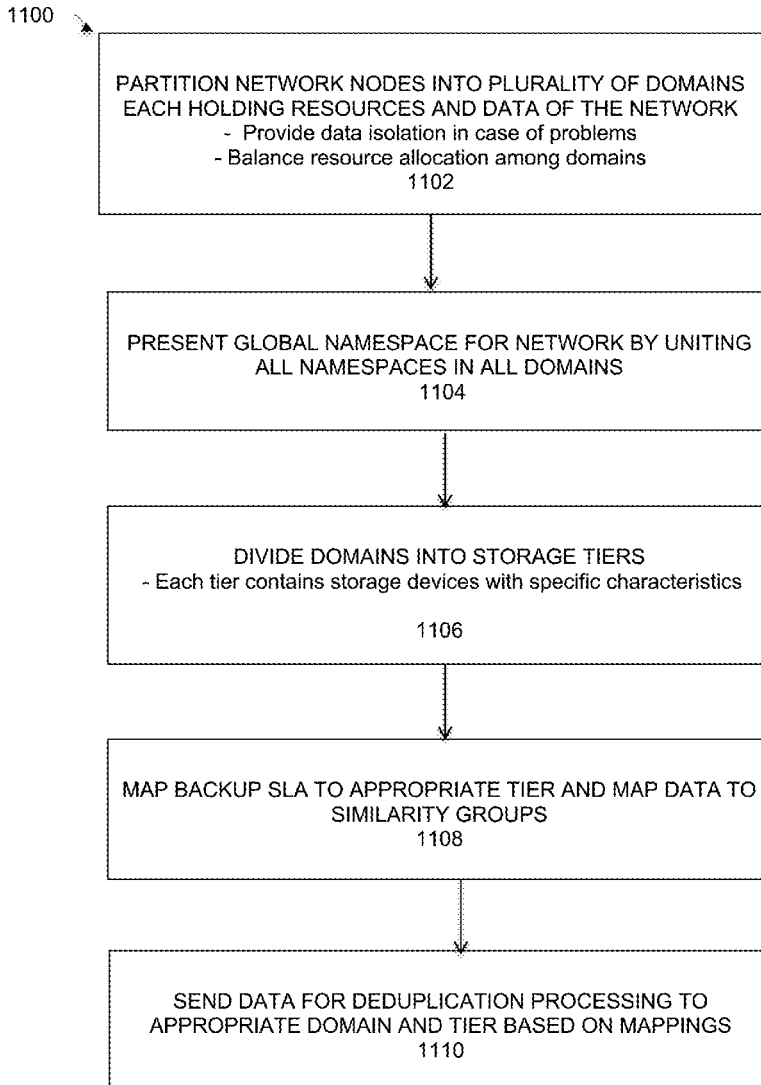 1100
PARTITION NETWORK NODES INTO PLURALITY OF DOMAINS
EACH HOLDING RESOURCES AND DATA OF THE NETWORK
- Provide data isolation in case of problems
- Balance resource allocation among domains
1102
PRESENT GLOBAL NAMESPACE FOR NETWORK BY UNITING
ALL NAMESPACES IN ALL DOMAINS
1104
DIVIDE DOMAINS INTO STORAGE TIERS
- Each tier contains storage devices with specific characteristics
1106
MAP BACKUP SLA TO APPROPRIATE TIER AND MAP DATA TO
SIMILARITY GROUPS
1108
SEND DATA FOR DEDUPLICATION PROCESSING TO
APPROPRIATE DOMAIN AND TIER BASED ON MAPPINGS
1110